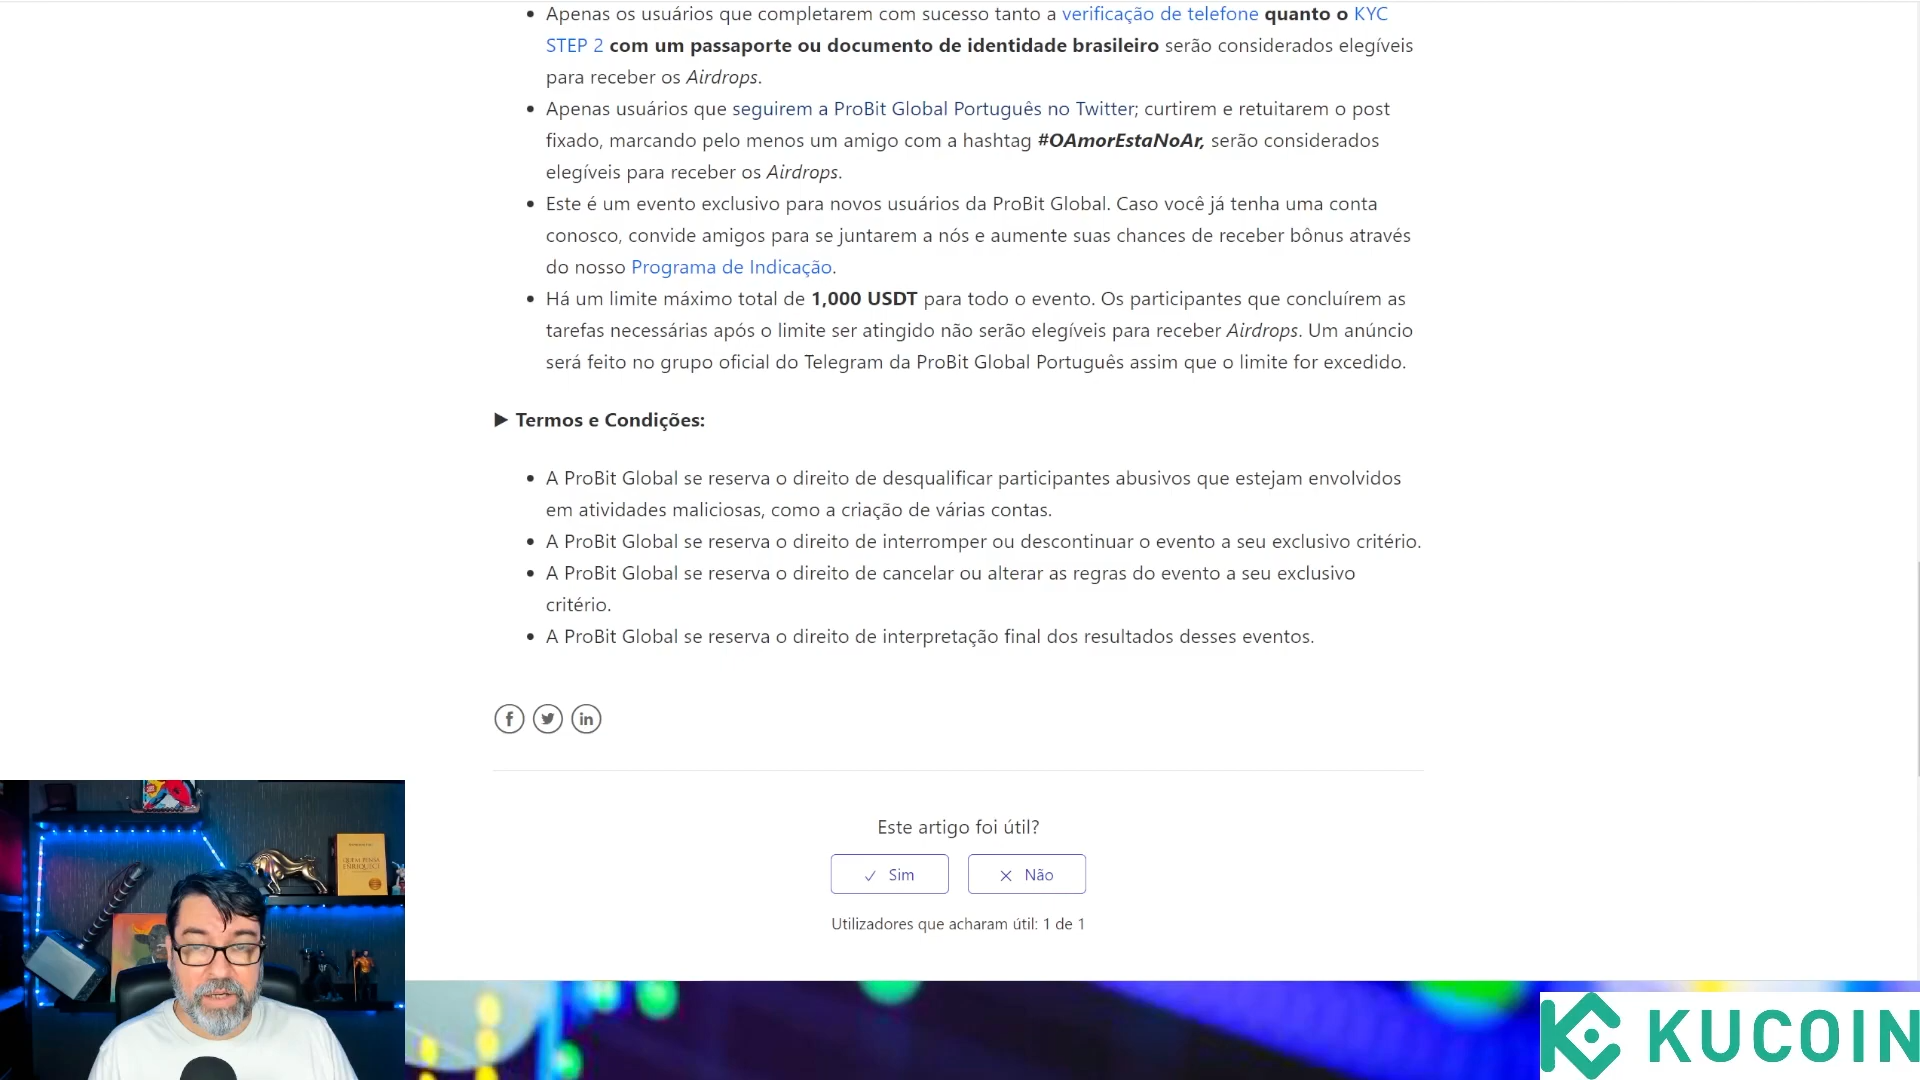 Apenas os usuários que completarem com sucesso tanto a verificação de telefone quanto o KYC
STEP 2 com um passaporte ou documento de identidade brasileiro serão considerados elegíveis
para receber os Airdrops.
Apenas usuários que seguirem a ProBit Global Português no Twitter; curtirem e retuitarem o post
fixado, marcando pelo menos um amigo com a hashtag #OAmorEstaNoAr, serão considerados
elegíveis para receber os Airdrops.
Este é um evento exclusivo para novos usuários da ProBit Global. Caso você já tenha uma conta
conosco, convide amigos para se juntarem a nós e aumente suas chances de receber bônus através
do nosso Programa de Indicação.
Há um limite máximo total de 1,000 USDT para todo o evento. Os participantes que concluírem as
tarefas necessárias após o limite ser atingido não serão elegíveis para receber Airdrops. Um anúncio
será feito no grupo oficial do Telegram da ProBit Global Português assim que o limite for excedido.
Termos e Condições:
A ProBit Global se reserva o direito de desqualificar participantes abusivos que estejam envolvidos
em atividades maliciosas, como a criação de várias contas.
A ProBit Global se reserva o direito de interromper ou descontinuar o evento a seu exclusivo critério.
A ProBit Global se reserva o direito de cancelar ou alterar as regras do evento a seu exclusivo
critério.
A ProBit Global se reserva o direito de interpretação final dos resultados desses eventos.
Este artigo foi útil?
Sim
Não
Utilizadores que acharam útil: 1 de 1
QUEM PENSA
ENRIQUECE
KUCOIN